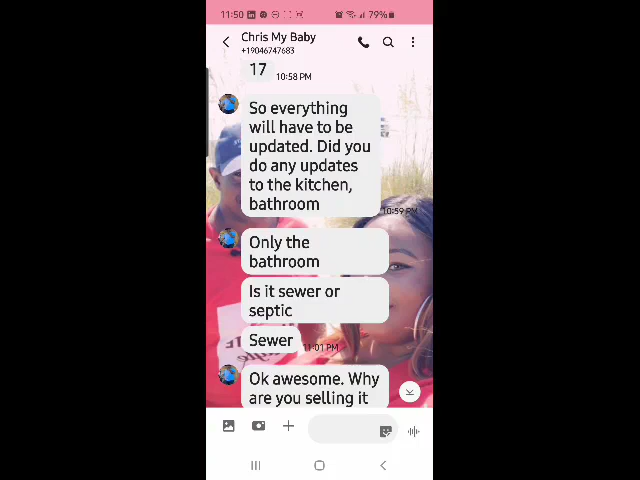 11:50 79%
Chris My Baby
+19046747683
17 10:58 PM
So everything
will have to be
updated. Did you
do any updates
to the kitchen,
bathroom
10:59 PM
Only the
bathroom
Is it sewer or
septic
Sewer 11:01 PM
Ok awesome. Why
are you selling it